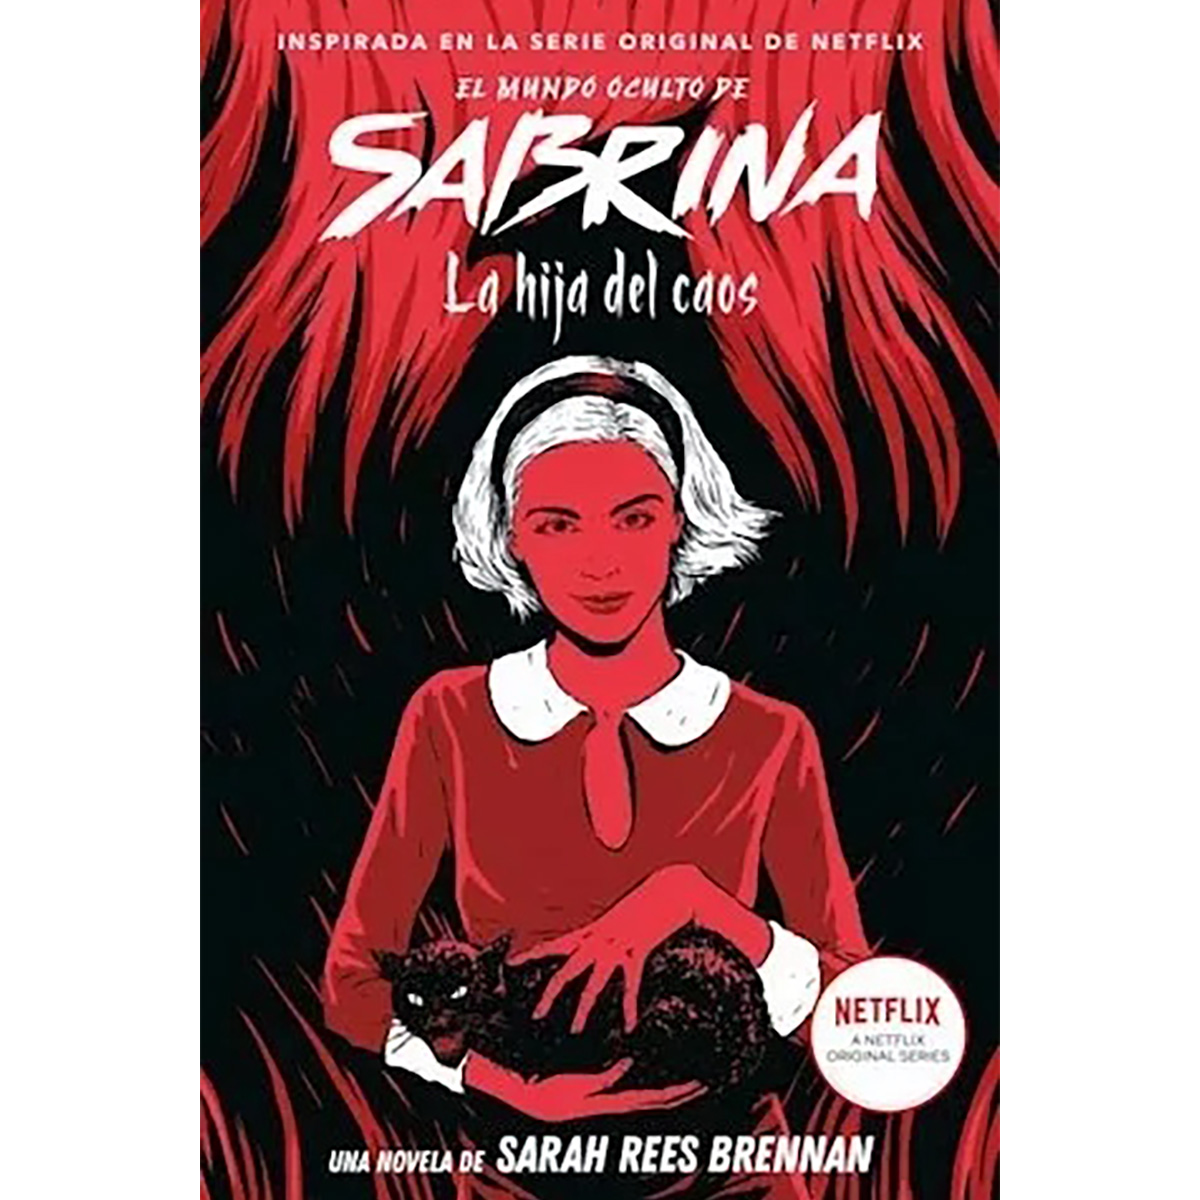 INSPIRADA EN LA SERIE ORIGINAL DE NETFLIX
EL MUNDO OCULTO DE
SABRINA
La hija del caos
NETFLIX
A NETFLIX
ORIGINAL SERIES
UNA NOVELA DE SARAH REES BRENNAN